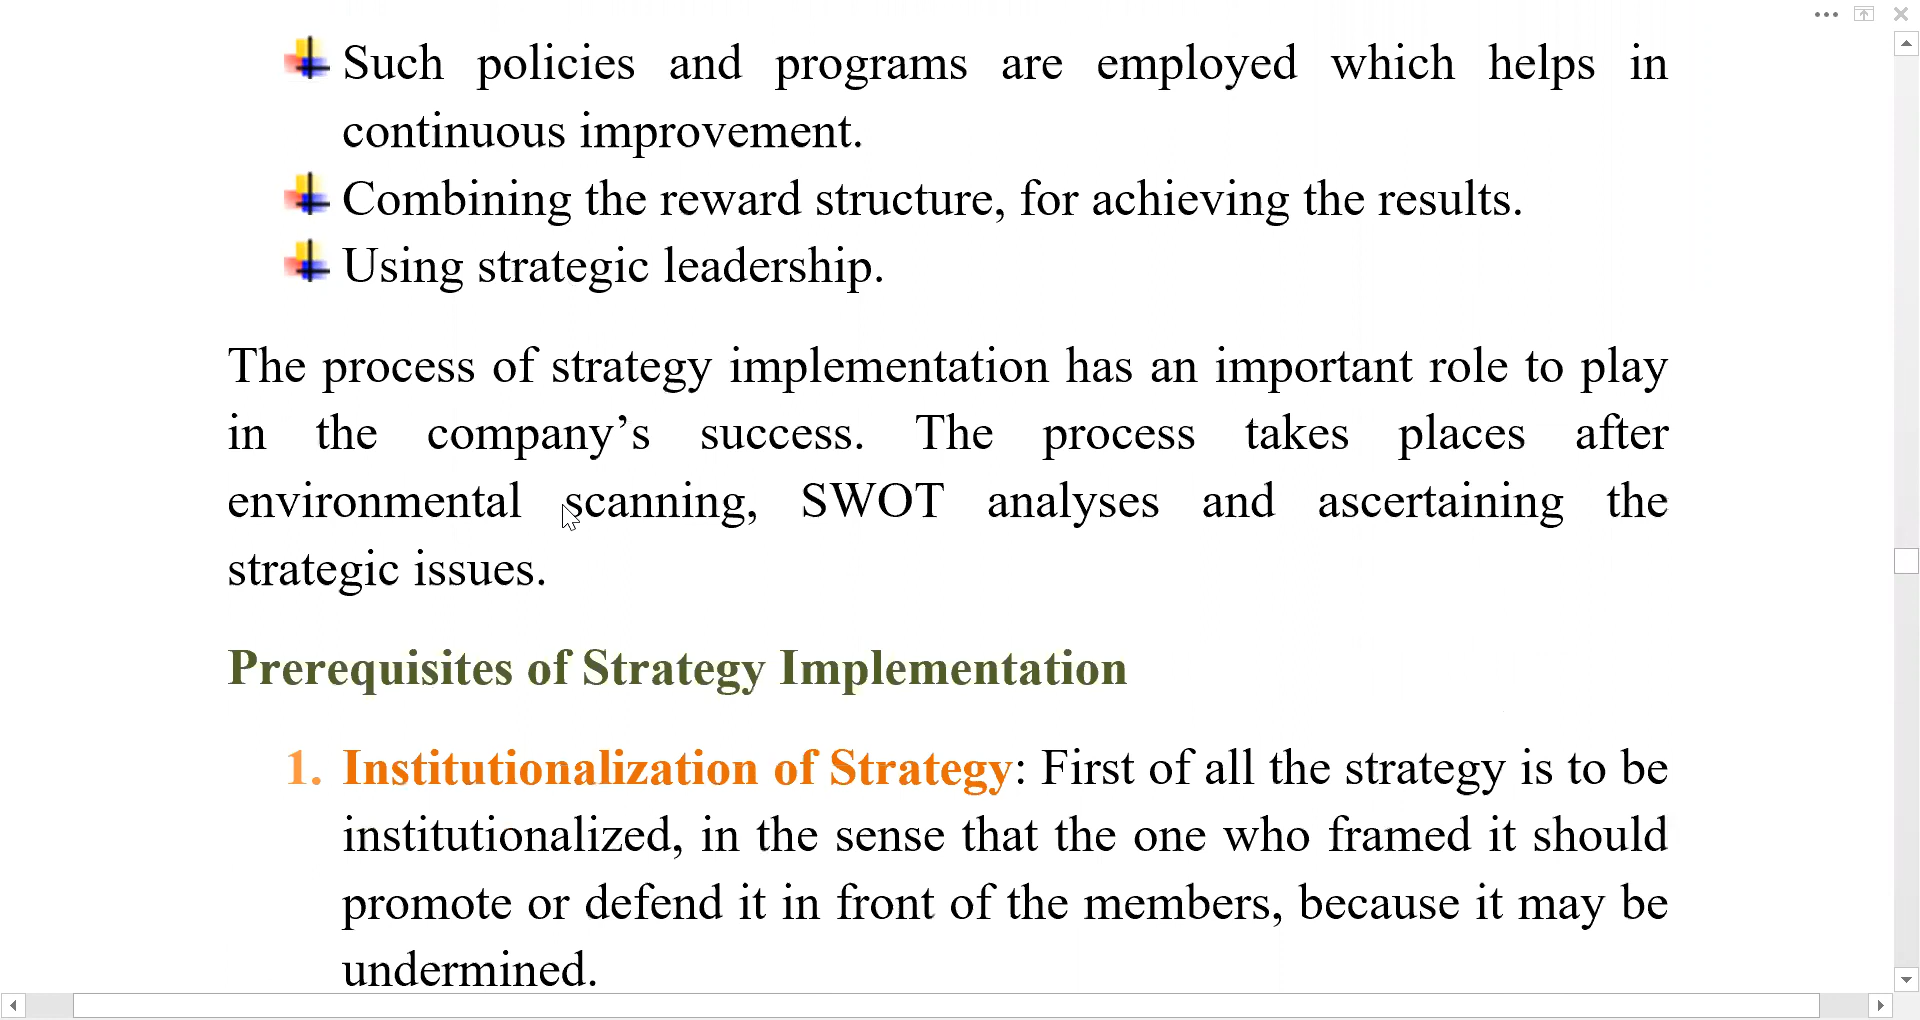 Such policies and programs are employed which helps in
continuous improvement.
Combining the reward structure, for achieving the results.
Using strategic leadership.
The process of strategy implementation has an important role to play
in the company’s success. The process takes places after
environmental scanning, SWOT analyses and ascertaining the
strategic issues.
Prerequisites of Strategy Implementation
1. Institutionalization of Strategy: First of all the strategy is to be
institutionalized, in the sense that the one who framed it should
promote or defend it in front of the members, because it may be
undermined.